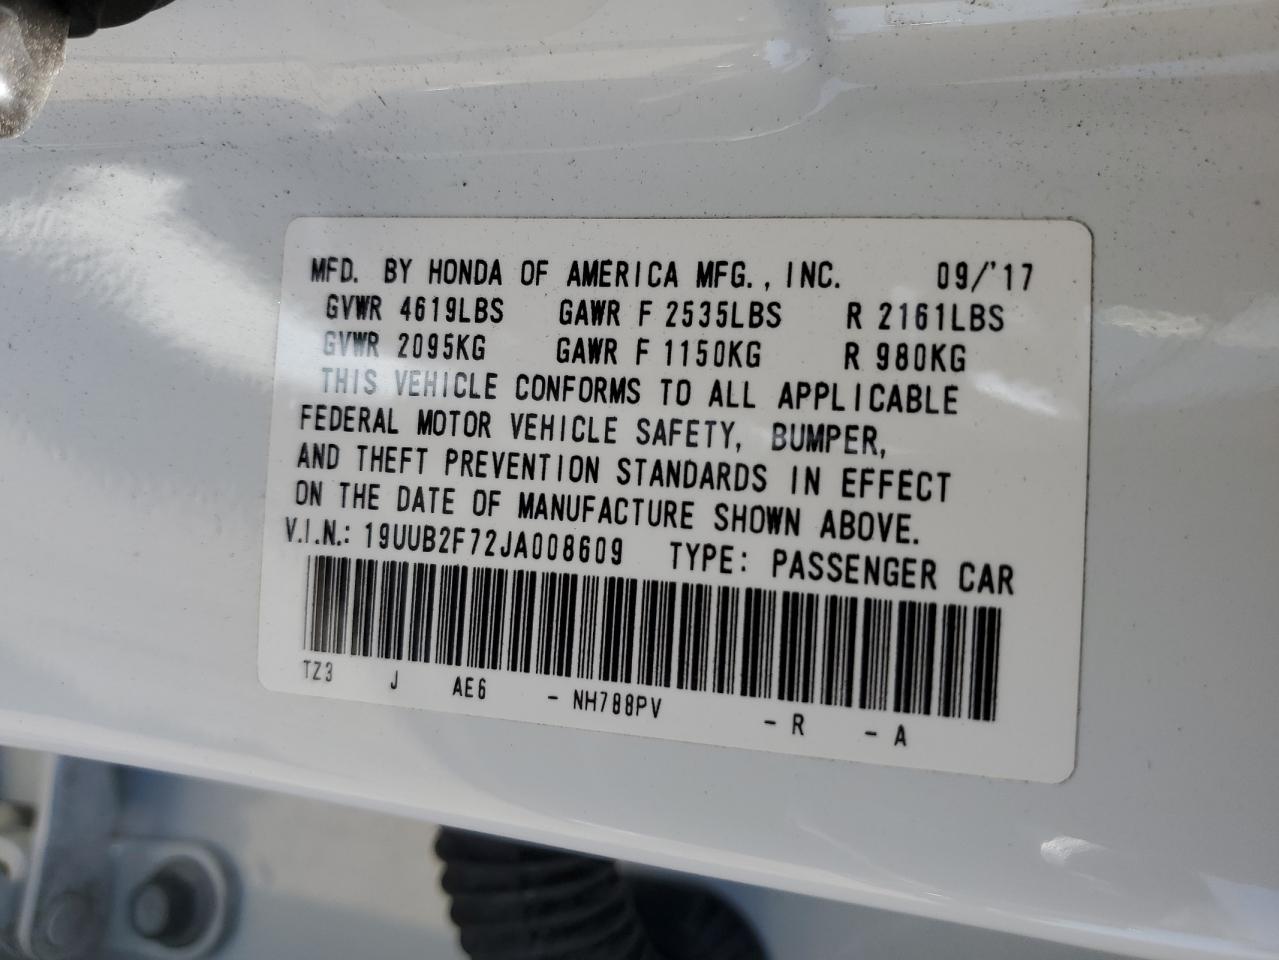 MFD. BY HONDA OF AMERICA MFG., INC. 09/'17
GVWR 4619LBS GAWR F 2535LBS R 2161LBS
GVWR 2095KG GAWR F 1150KG R 980KG
THIS VEHICLE CONFORMS TO ALL APPLICABLE
FEDERAL MOTOR VEHICLE SAFETY, BUMPER,
AND THEFT PREVENTION STANDARDS IN EFFECT
ON THE DATE OF MANUFACTURE SHOWN ABOVE.
V.I.N.: 19UUB2F72JA008609 TYPE: PASSENGER CAR
TZ3 J AE6 - NH788PV - R - A